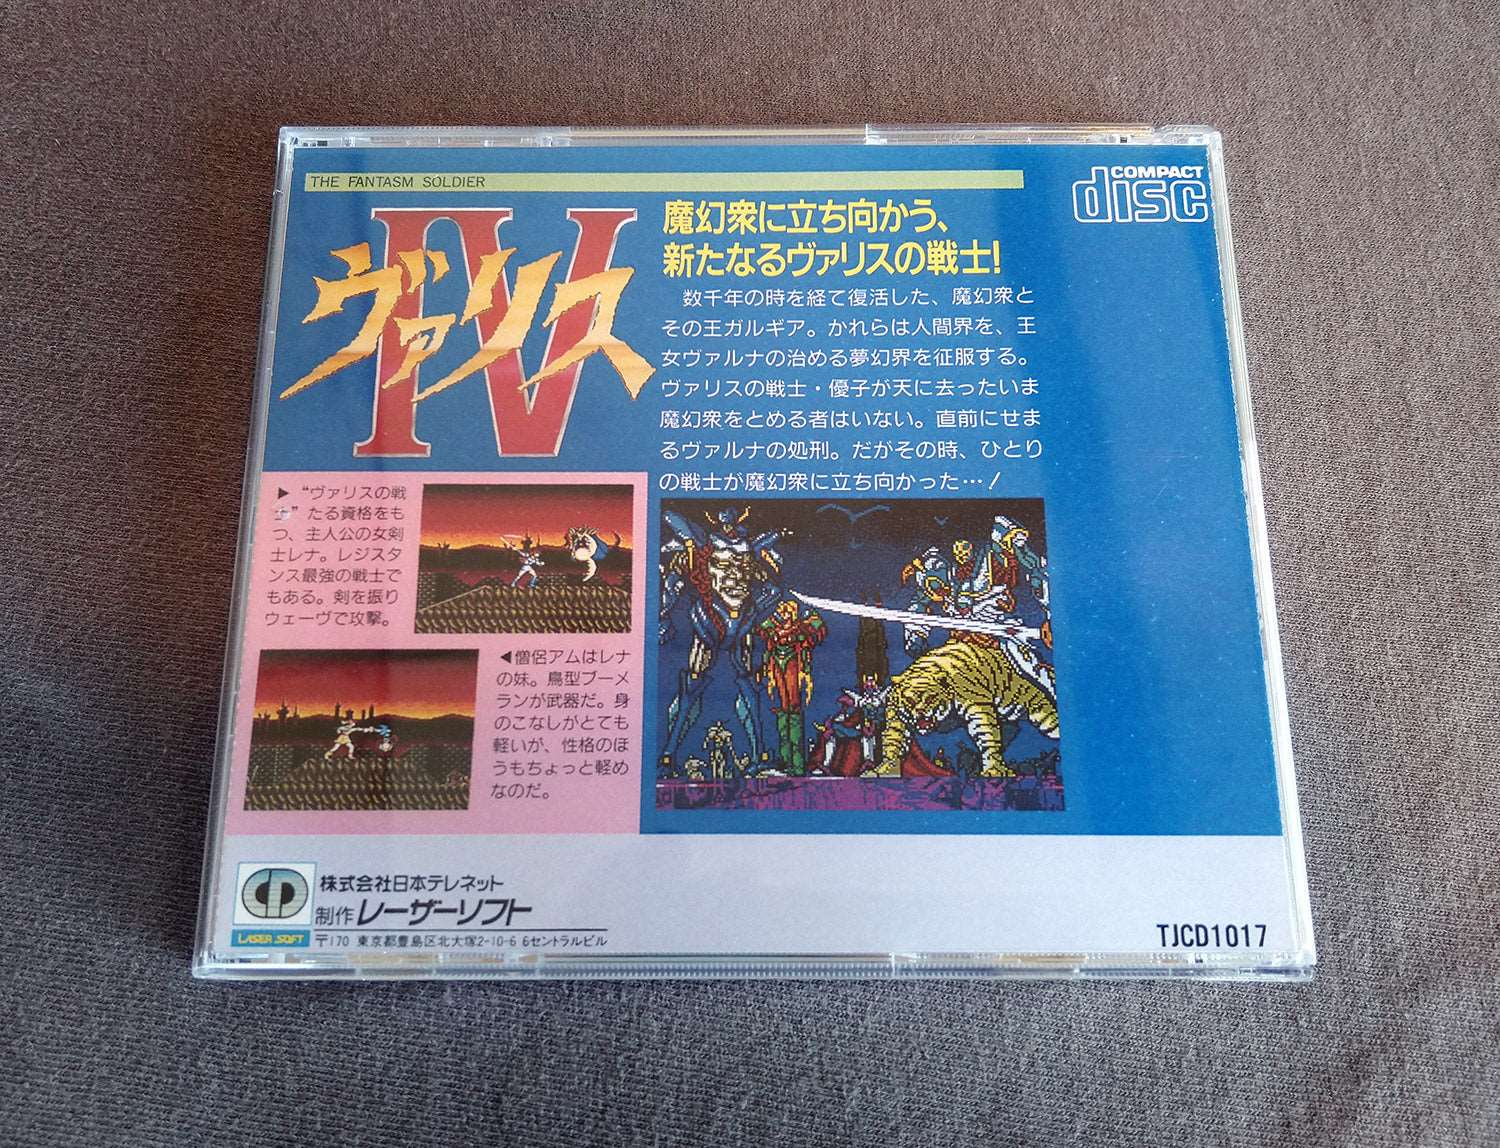 THE FANTASM SOLDIER
COMPACT
disc
ヴァリス
IV
魔幻衆に立ち向かう、
新たなるヴァリスの戦士!
数千年の時を経て復活した、魔幻衆と
その王ガルギア。かれらは人間界を、王
女ヴァルナの治める夢幻界を征服する。
ヴァリスの戦士・優子が天に去ったいま
魔幻衆をとめる者はいない。直前にせま
るヴァルナの処刑。だがその時、ひとり
の戦士が魔幻衆に立ち向かった…!
▶“ヴァリスの戦
士”たる資格をも
つ、主人公の女剣
士レナ。レジスタ
ンス最強の戦士で
もある。剣を振り
ウェーヴで攻撃。
◀僧侶アムはレナ
の妹。鳥型ブーメ
ランが武器だ。身
のこなしがとても
軽いが、性格のほ
うもちょっと軽め
なのだ。
株式会社日本テレネット
制作 レーザーソフト
LASER SOFT
〒170 東京都豊島区北大塚2-10-6 6セントラルビル
TJCD1017